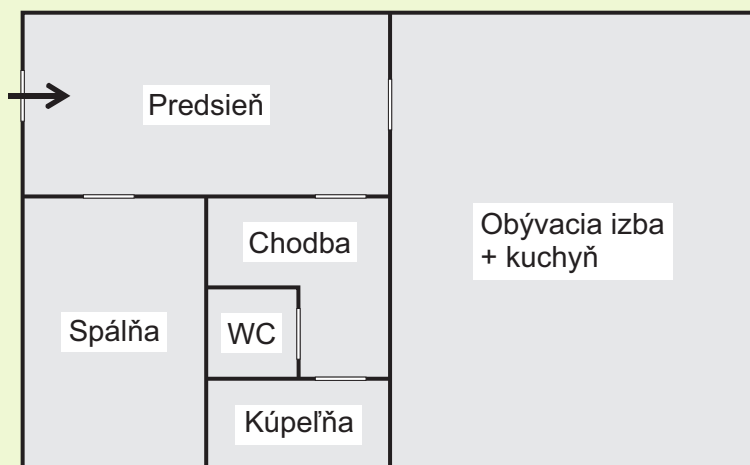 Predsieň
Chodba
Obývacia izba
+ kuchyň
Spálňa
WC
Kúpeľňa